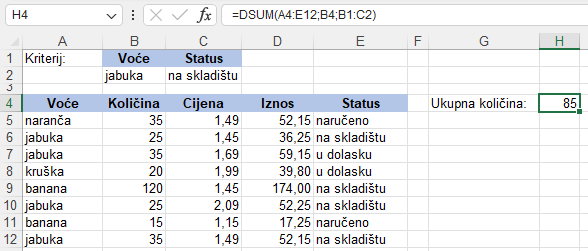 H4 fx =DSUM(A4:E12;B4;B1:C2)
A B C D E F G H
1 Kriterij: Voće Status
2 jabuka na skladištu
3
4 Voće Količina Cijena Iznos Status Ukupna količina: 85
5 naranča 35 1,49 52,15 naručeno
6 jabuka 25 1,45 36,25 na skladištu
7 jabuka 35 1,69 59,15 u dolasku
8 kruška 20 1,99 39,80 u dolasku
9 banana 120 1,45 174,00 na skladištu
10 jabuka 25 2,09 52,25 na skladištu
11 banana 15 1,15 17,25 naručeno
12 jabuka 35 1,49 52,15 na skladištu